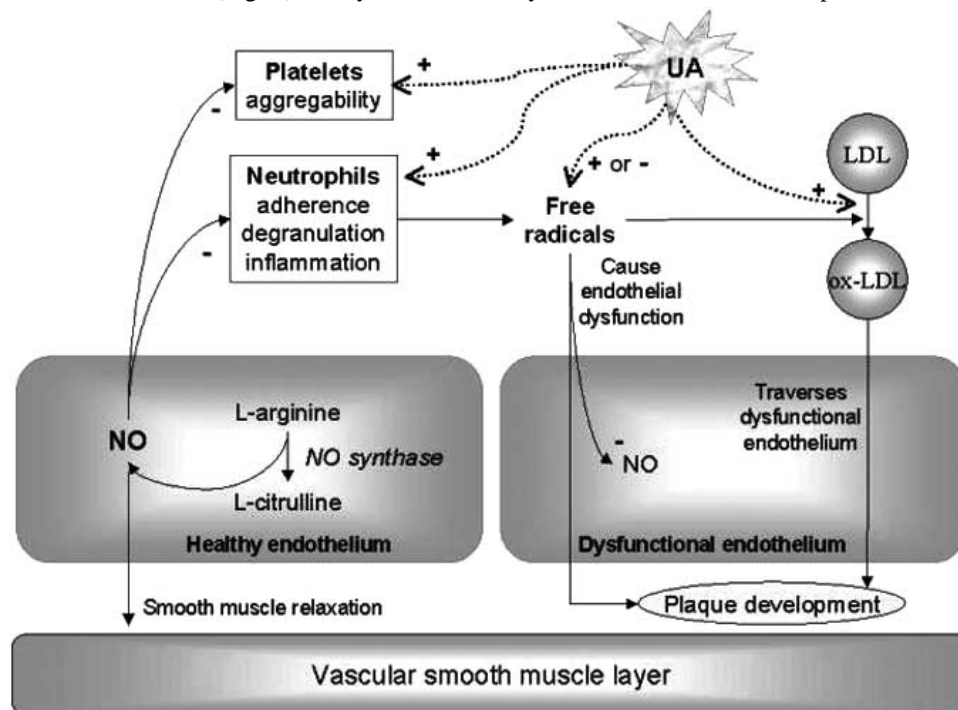 Platelets
aggregability
+
UA
-
+
+ or -
+
LDL
Neutrophils
adherence
degranulation
inflammation
-
Free
radicals
Cause
endothelial
dysfunction
ox-LDL
L-arginine
NO
NO synthase
L-citrulline
Healthy endothelium
Traverses
dysfunctional
endothelium
-
NO
Dysfunctional endothelium
Smooth muscle relaxation
Plaque development
Vascular smooth muscle layer